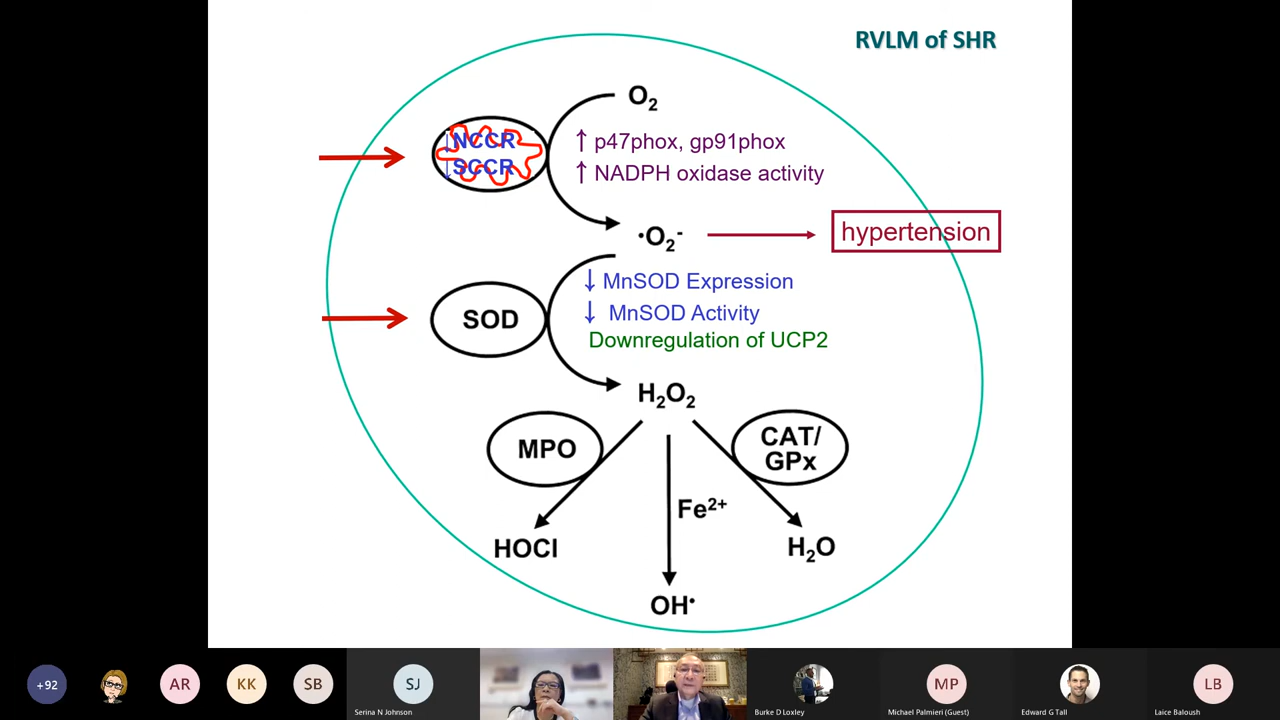 RVLM of SHR
O₂
↓NCCR
↓SCCR
↑ p47phox, gp91phox
↑ NADPH oxidase activity
·O₂⁻
hypertension
↓ MnSOD Expression
↓ MnSOD Activity
Downregulation of UCP2
SOD
H₂O₂
MPO
CAT/
GPx
Fe²⁺
HOCl
H₂O
OH·
+92
AR
KK
SB
SJ
Serina N Johnson
Burke D Loxley
MP
Michael Palmieri (Guest)
Edward G Tall
LB
Laice Baloush